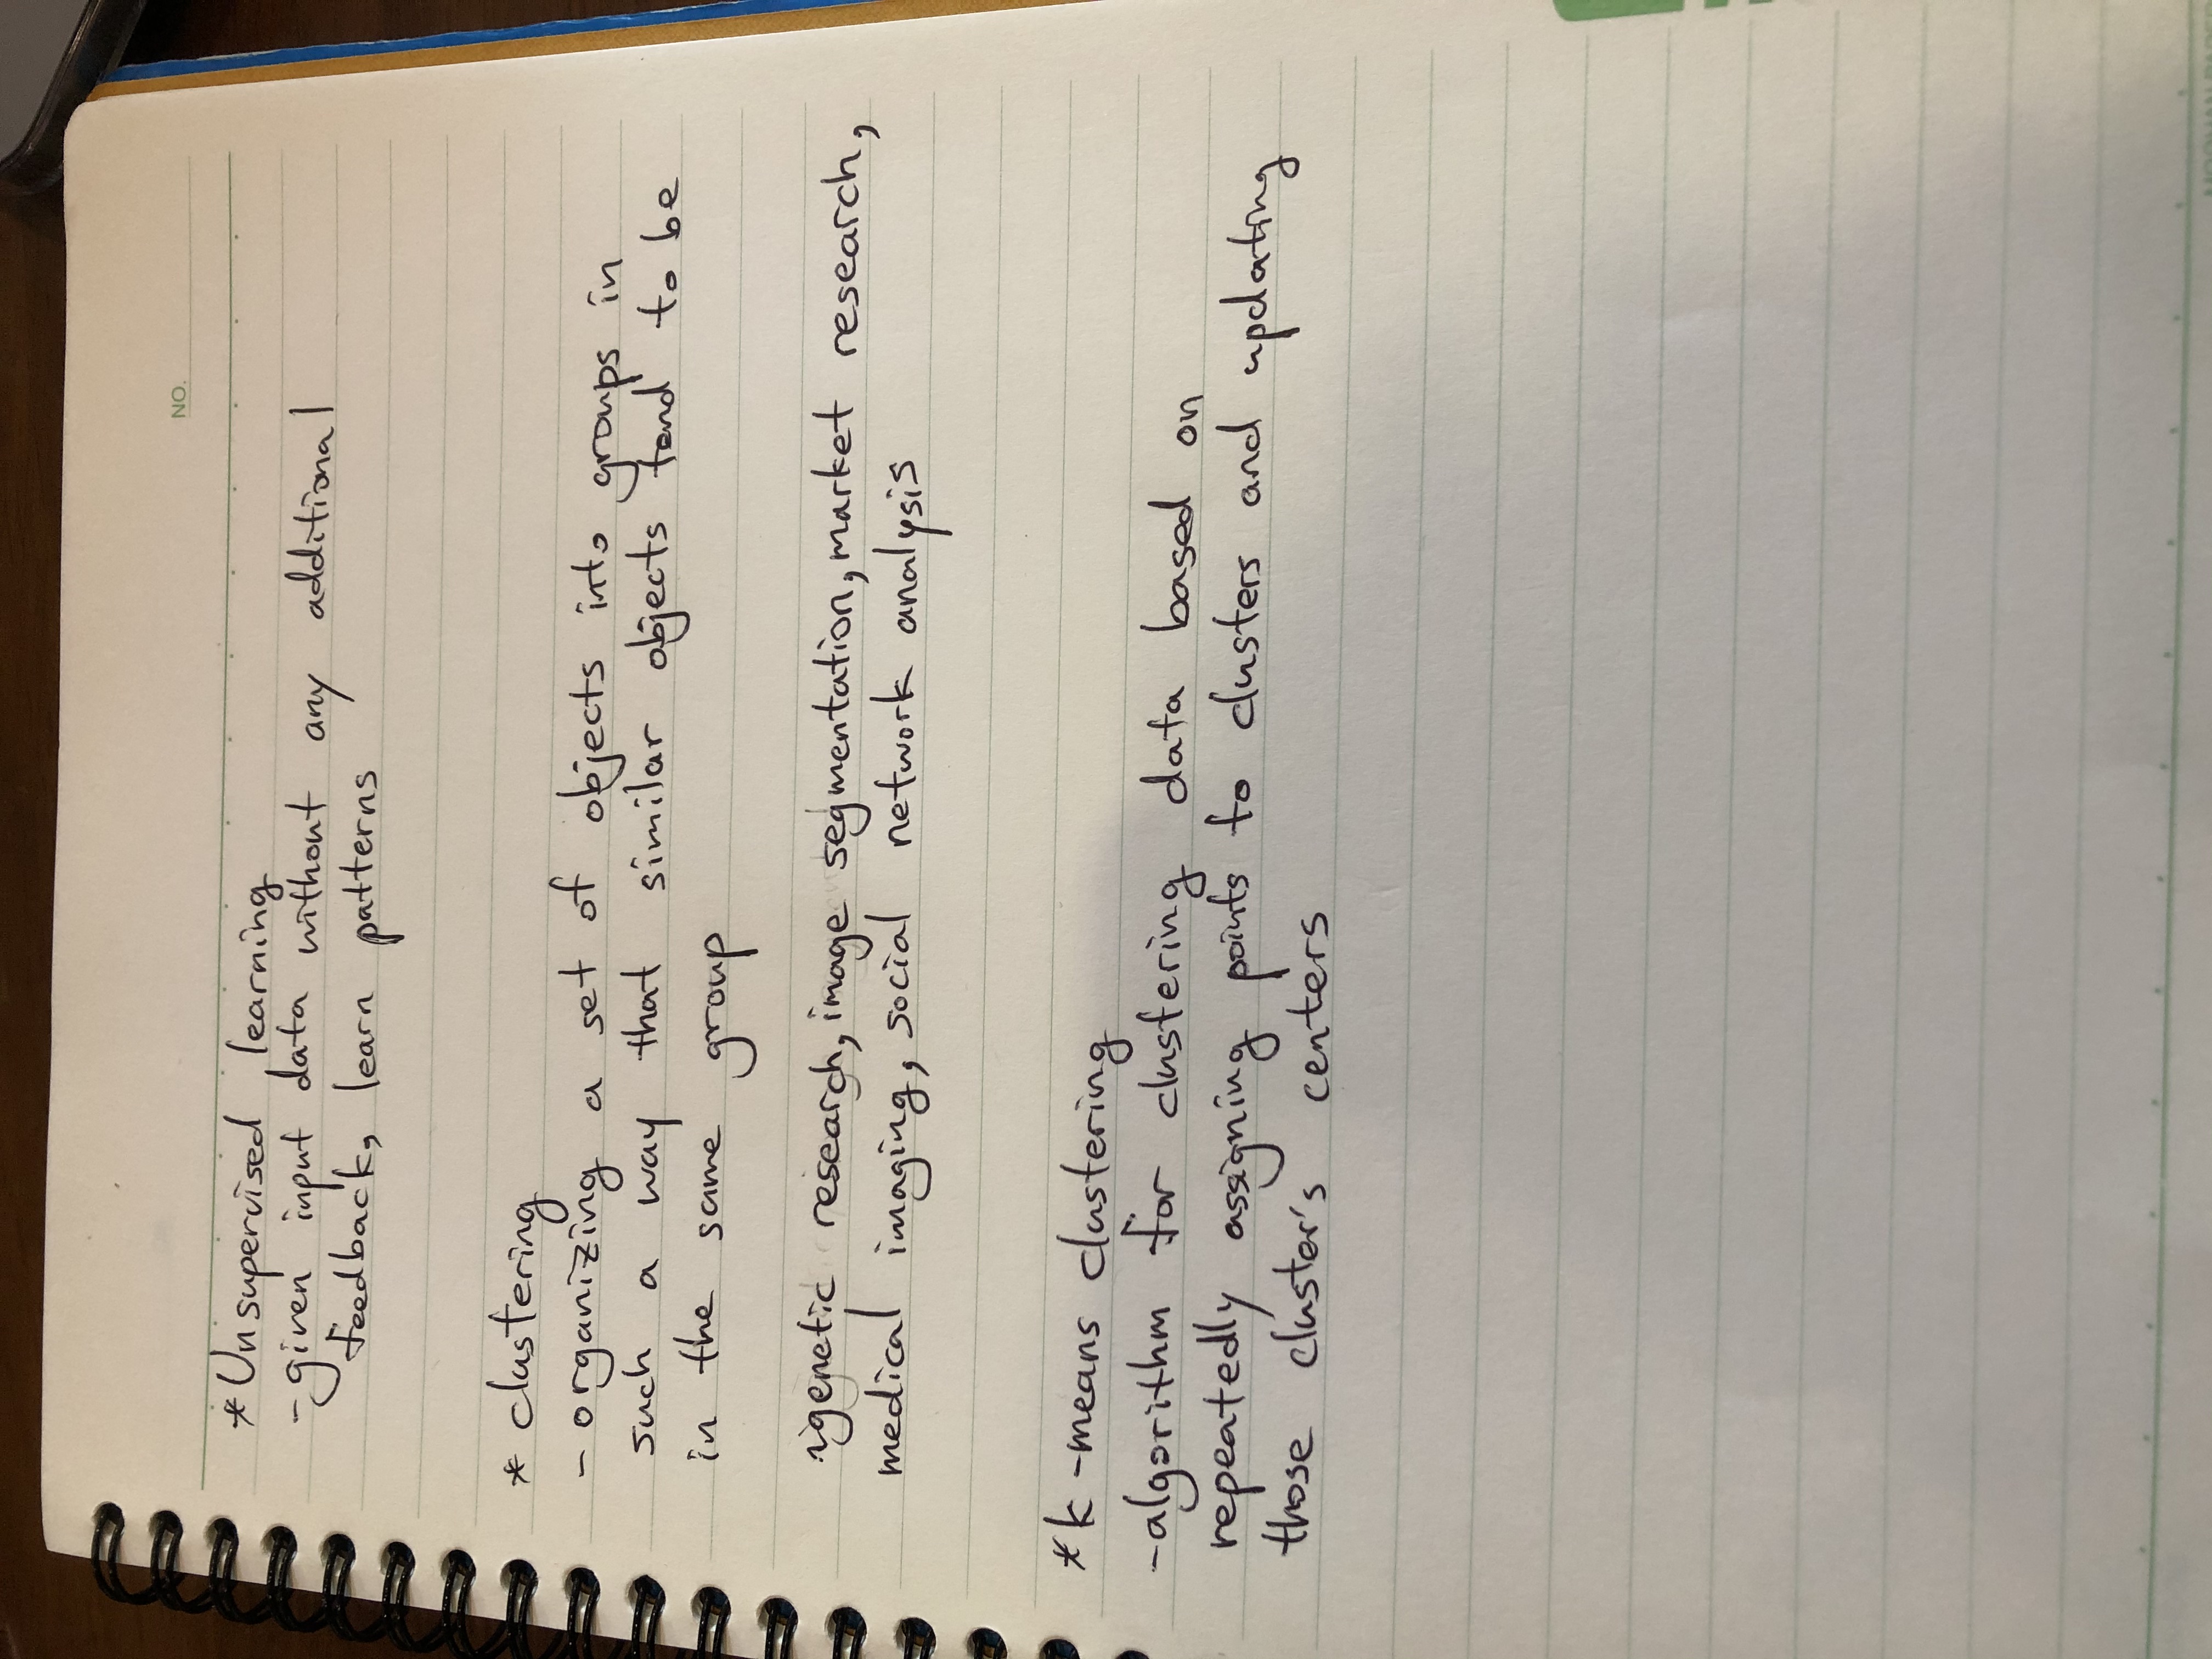 NO.
* Unsupervised learning
- given input data without any additional
feedback, learn patterns
* clustering
- organizing a set of objects into groups in
such a way that similar objects tend to be
in the same group
genetic research, image segmentation, market research,
medical imaging, social network analysis
* k-means clustering
- algorithm for clustering data based on
repeatedly assigning points to clusters and updating
those cluster's centers